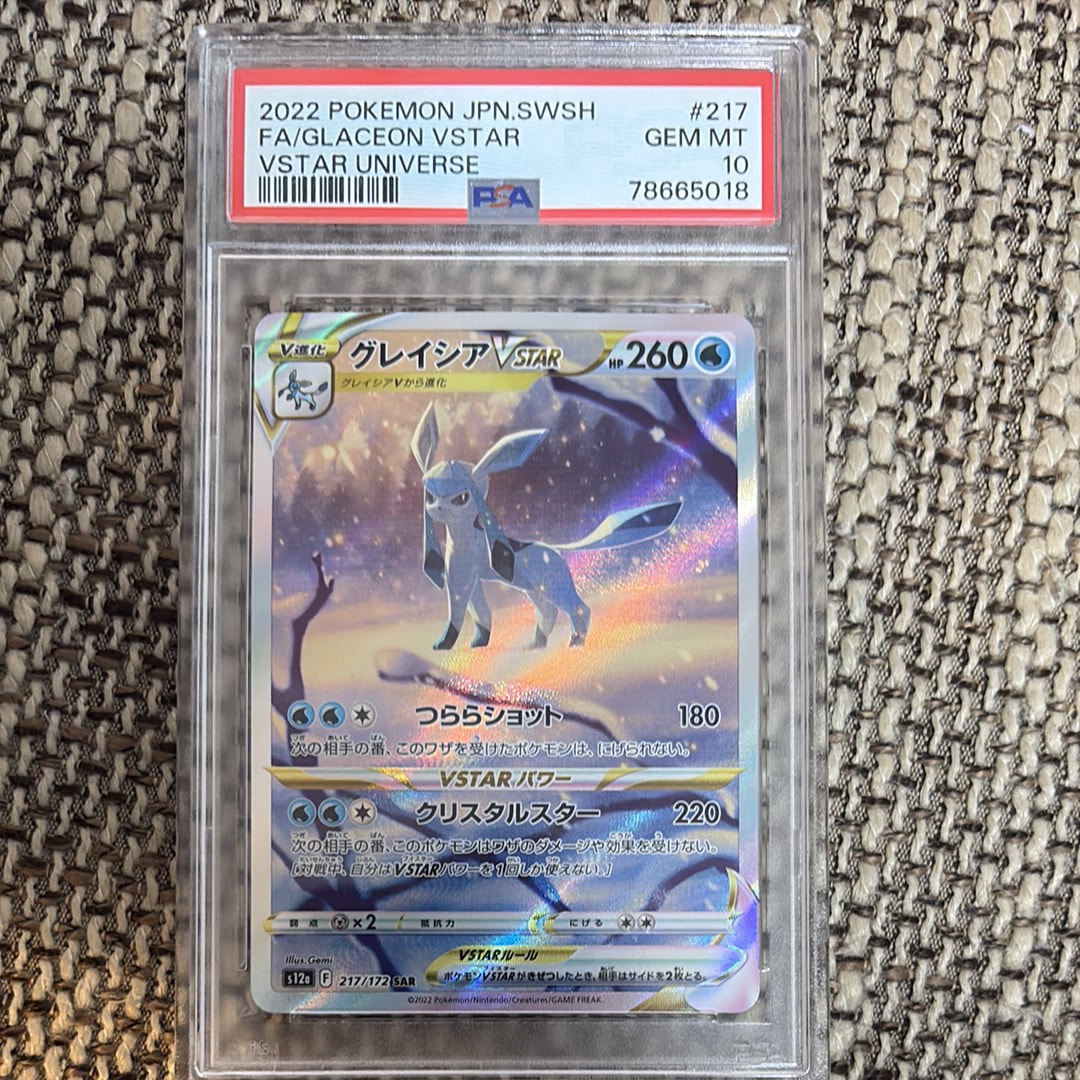 2022 POKEMON JPN.SWSH #217
FA/GLACEON VSTAR GEM MT
VSTAR UNIVERSE 10
PSA 78665018
V進化 グレイシア VSTAR HP 260
グレイシアVから進化
つららショット 180
次の相手の番、このワザを受けたポケモンは、にげられない。
VSTARパワー
クリスタルスター 220
次の相手の番、このポケモンはワザのダメージや効果を受けない。
[対戦中、自分はVSTARパワーを1回しか使えない。]
弱点 ×2 抵抗力 にげる
Illus.Gemi VSTARルール
s12a F 217/172 SAR ポケモンVSTARがきぜつしたとき、相手はサイドを2枚とる。
©2022 Pokémon/Nintendo/Creatures/GAME FREAK.